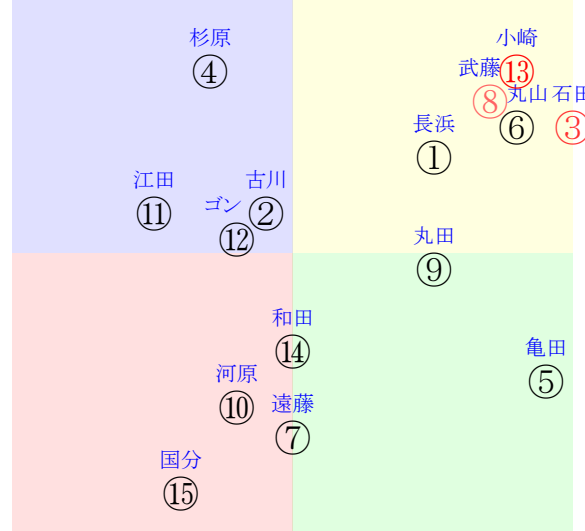 杉原
④
小崎
⑬
武藤
⑧
丸山
⑥
石田
③
長浜
①
江田
⑪
古川
②
ゴン
⑫
丸田
⑨
和田
⑭
亀田
⑤
河原
⑩
遠藤
⑦
国分
⑮